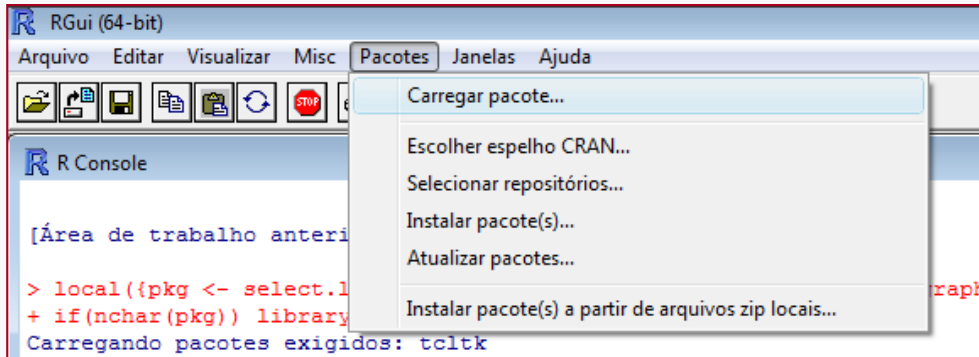 RGui (64-bit)
Arquivo Editar Visualizar Misc Pacotes Janelas Ajuda
STOP
Carregar pacote...
Escolher espelho CRAN...
Selecionar repositórios...
Instalar pacote(s)...
Atualizar pacotes...
Instalar pacote(s) a partir de arquivos zip locais...
R Console
[Área de trabalho anteri
> local({pkg <- select.l
+ if(nchar(pkg)) library
Carregando pacotes exigidos: tcltk